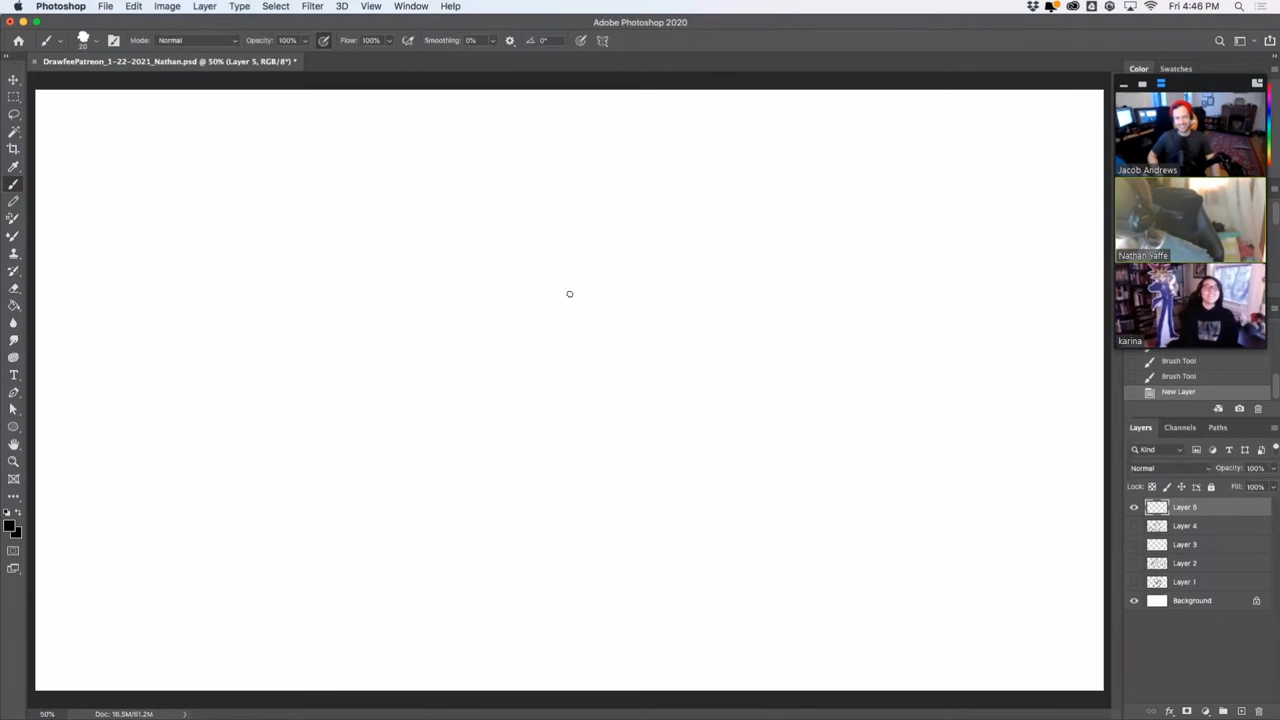 Photoshop File Edit Image Layer Type Select Filter 3D View Window Help Fri 4:46 PM
Adobe Photoshop 2020
20 Mode: Normal Opacity: 100% Flow: 100% Smoothing: 0% 0°
DrawfeePatreon_1-22-2021_Nathan.psd @ 50% (Layer 5, RGB/8*) *
Color Swatches
Jacob Andrews
Nathan Yaffe
karina
Brush Tool
Brush Tool
New Layer
Layers Channels Paths
Kind
Normal Opacity: 100%
Lock: Fill: 100%
Layer 5
Layer 4
Layer 3
Layer 2
Layer 1
Background
50% Doc: 16.5M/61.2M